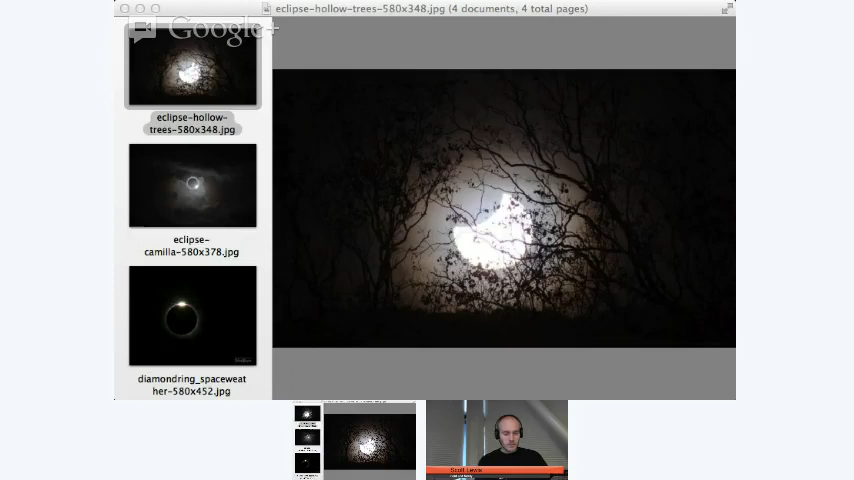 eclipse-hollow-trees-580x348.jpg (4 documents, 4 total pages)
Google+
eclipse-hollow-
trees-580x348.jpg
eclipse-
camilla-580x378.jpg
diamondring_spaceweat
her-580x452.jpg
Scott Lewis